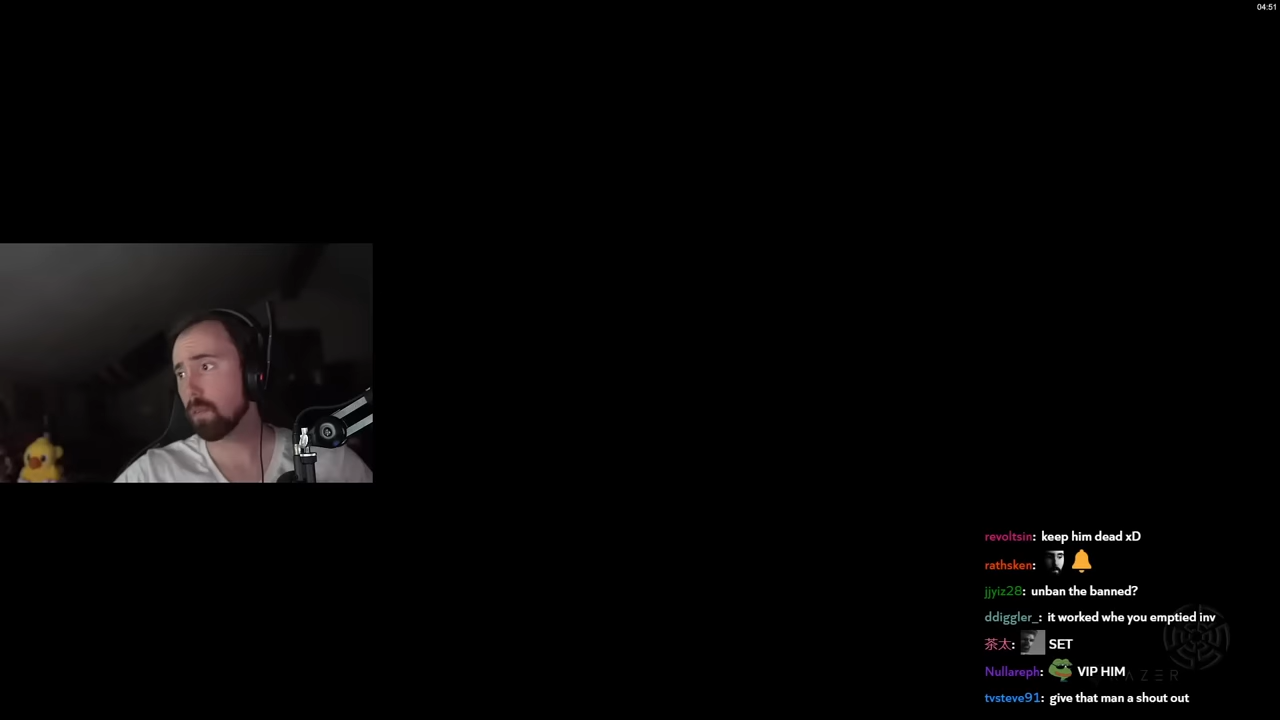 04:51
revoltsin: keep him dead xD
rathsken:
jjyiz28: unban the banned?
ddiggler_: it worked whe you emptied inv
茶太: SET
Nullareph: VIP HIM
AZER
tvsteve91: give that man a shout out